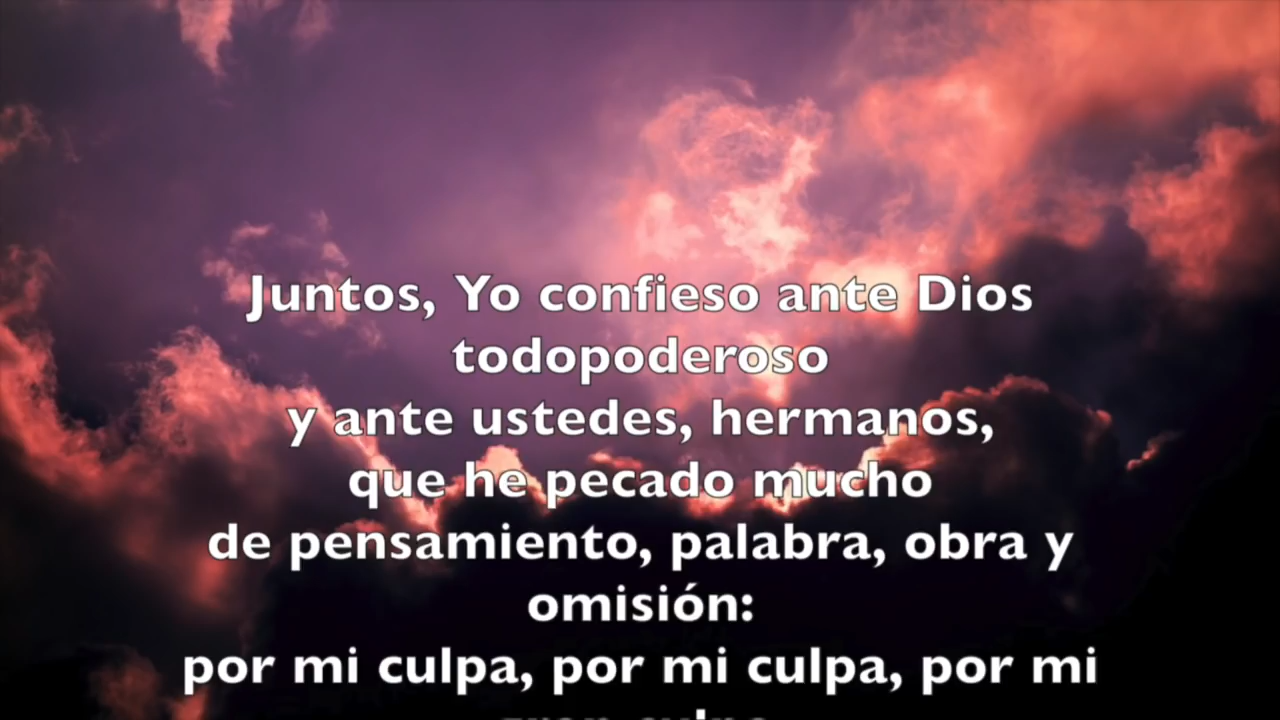 Juntos, Yo confieso ante Dios
todopoderoso
y ante ustedes, hermanos,
que he pecado mucho
de pensamiento, palabra, obra y
omisión:
por mi culpa, por mi culpa, por mi